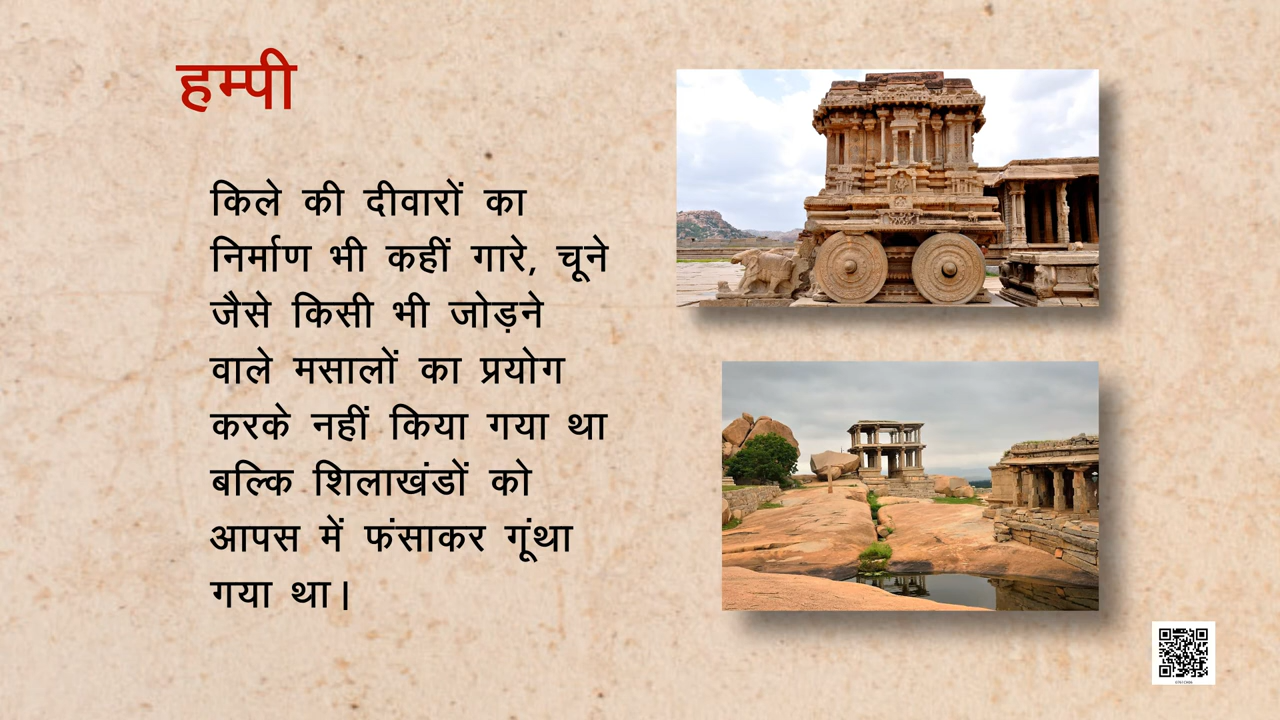 हम्पी
किले की दीवारों का
निर्माण भी कहीं गारे, चूने
जैसे किसी भी जोड़ने
वाले मसालों का प्रयोग
करके नहीं किया गया था
बल्कि शिलाखंडों को
आपस में फंसाकर गूंथा
गया था।